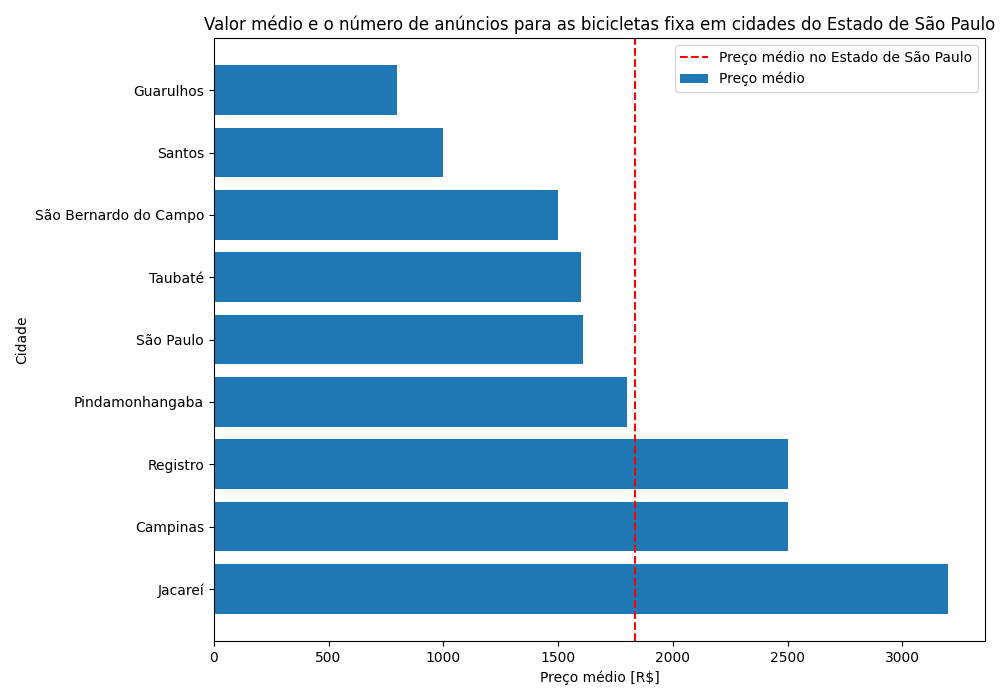 Valor médio e o número de anúncios para as bicicletas fixa em cidades do Estado de São Paulo
Preço médio no Estado de São Paulo
Preço médio
Guarulhos
Santos
São Bernardo do Campo
Taubaté
São Paulo
Pindamonhangaba
Registro
Campinas
Jacareí
Cidade
0 500 1000 1500 2000 2500 3000
Preço médio [R$]